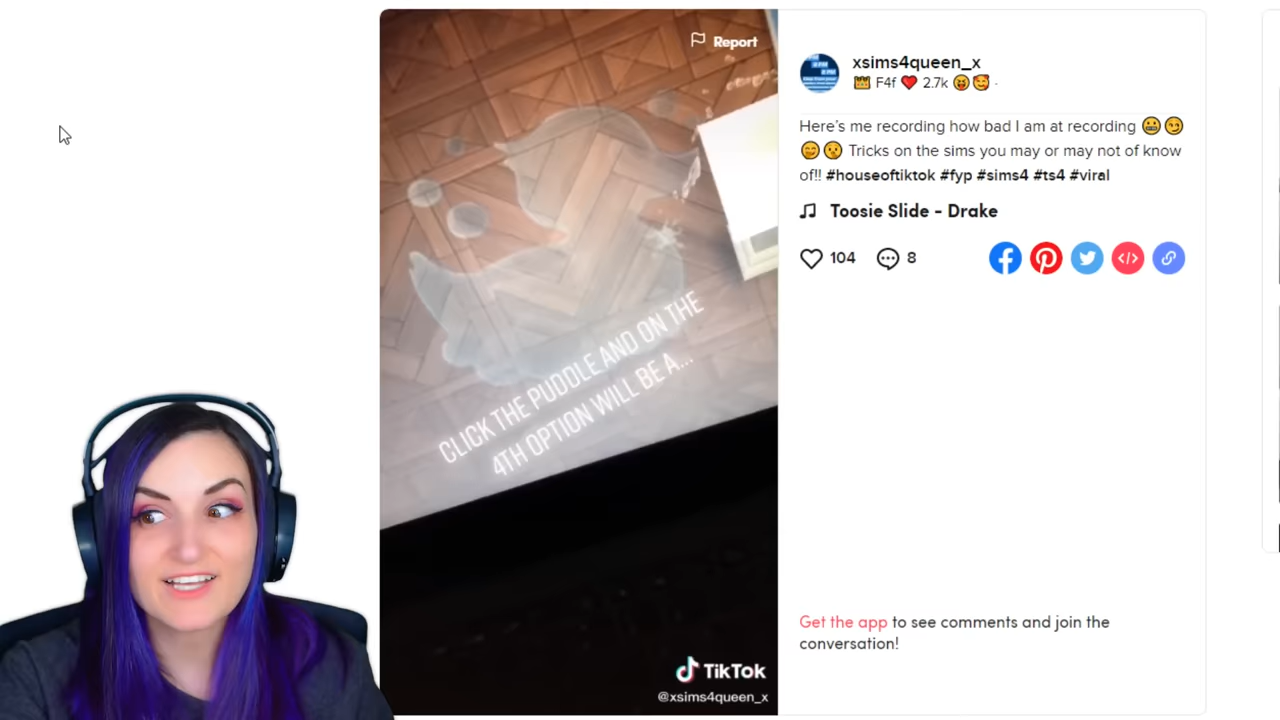 Report
CLICK THE PUDDLE AND ON THE
4TH OPTION WILL BE A...
TikTok
@xsims4queen_x
xsims4queen_x
F4f 2.7k
Here's me recording how bad I am at recording
Tricks on the sims you may or may not of know
of!! #houseoftiktok #fyp #sims4 #ts4 #viral
Toosie Slide - Drake
104 8
Get the app to see comments and join the
conversation!